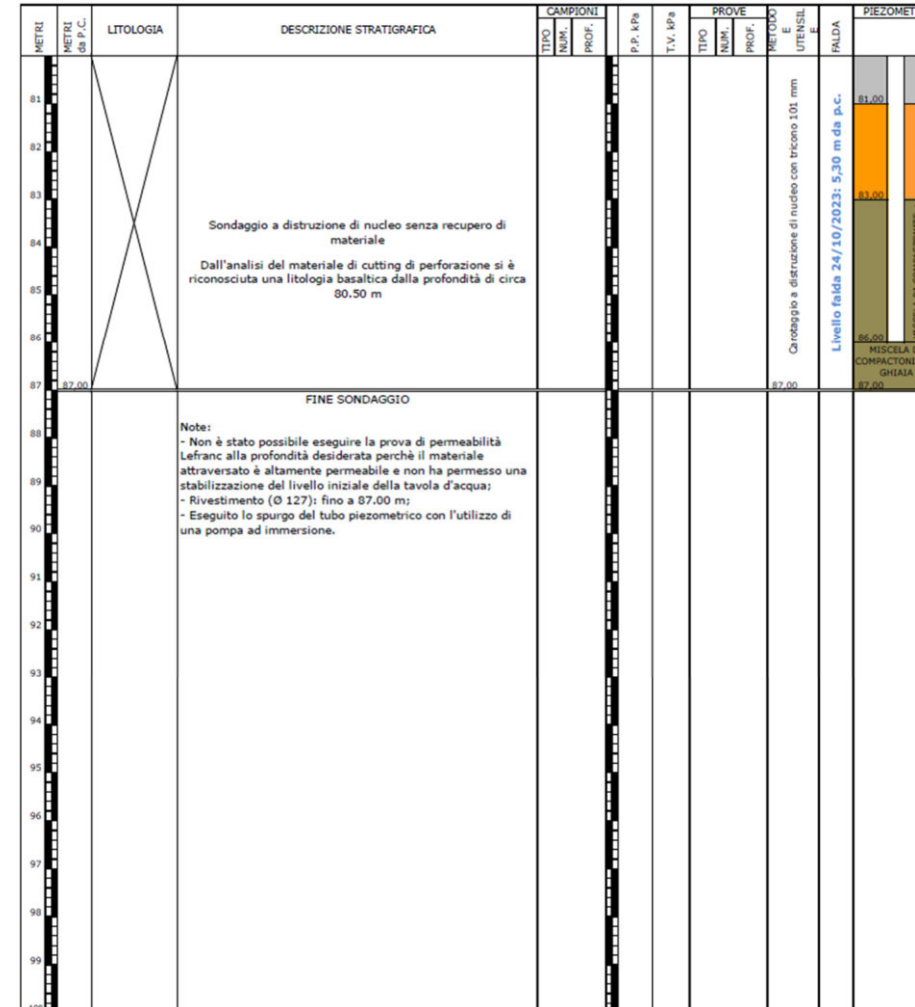 METRI
METRI
da P.C.
LITOLOGIA
DESCRIZIONE STRATIGRAFICA
CAMPIONI
TIPO
NUM.
PROF.
P.P. kPa
T.V. kPa
PROVE
TIPO
NUM.
PROF.
METODO
E
UTENSIL
E
FALDA
PIEZOMET
81
82
83
84
85
86
87
87,00
Sondaggio a distruzione di nucleo senza recupero di
materiale
Dall'analisi del materiale di cutting di perforazione si è
riconosciuta una litologia basaltica dalla profondità di circa
80.50 m
Carotaggio a distruzione di nucleo con tricono 101 mm
87,00
Livello falda 24/10/2023: 5,30 m da p.c.
81,00
83,00
86,00
MISCELA
COMPACTON
GHIAIA
87,00
FINE SONDAGGIO
Note:
- Non è stato possibile eseguire la prova di permeabilità
Lefranc alla profondità desiderata perchè il materiale
attraversato è altamente permeabile e non ha permesso una
stabilizzazione del livello iniziale della tavola d'acqua;
- Rivestimento (Ø 127): fino a 87.00 m;
- Eseguito lo spurgo del tubo piezometrico con l'utilizzo di
una pompa ad immersione.
88
89
90
91
92
93
94
95
96
97
98
99